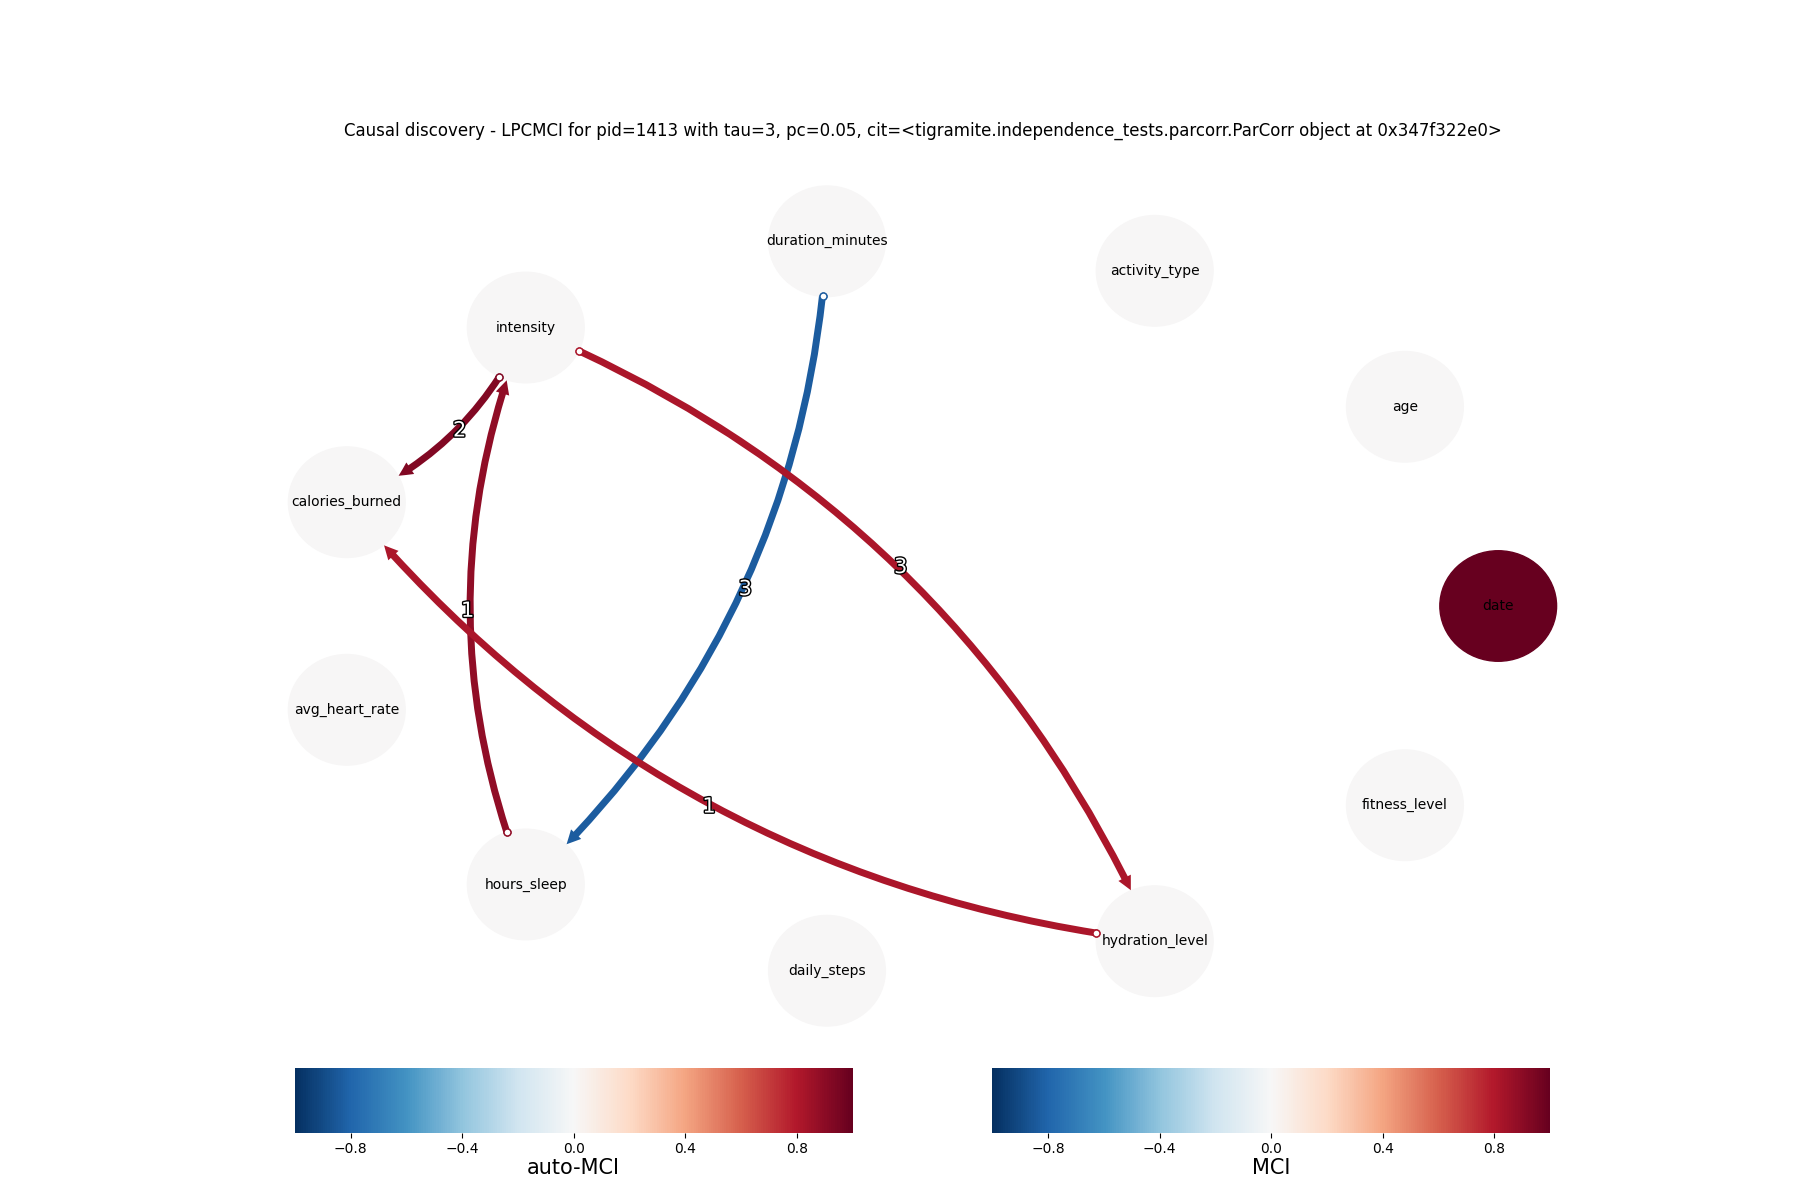 Causal discovery - LPCMCI for pid=1413 with tau=3, pc=0.05, cit=<tigramite.independence_tests.parcorr.ParCorr object at 0x347f322e0>
duration_minutes
activity_type
intensity
age
2
calories_burned
3
3
date
1
avg_heart_rate
1
fitness_level
hours_sleep
hydration_level
daily_steps
−0.8 −0.4 0.0 0.4 0.8
auto-MCI
−0.8 −0.4 0.0 0.4 0.8
MCI